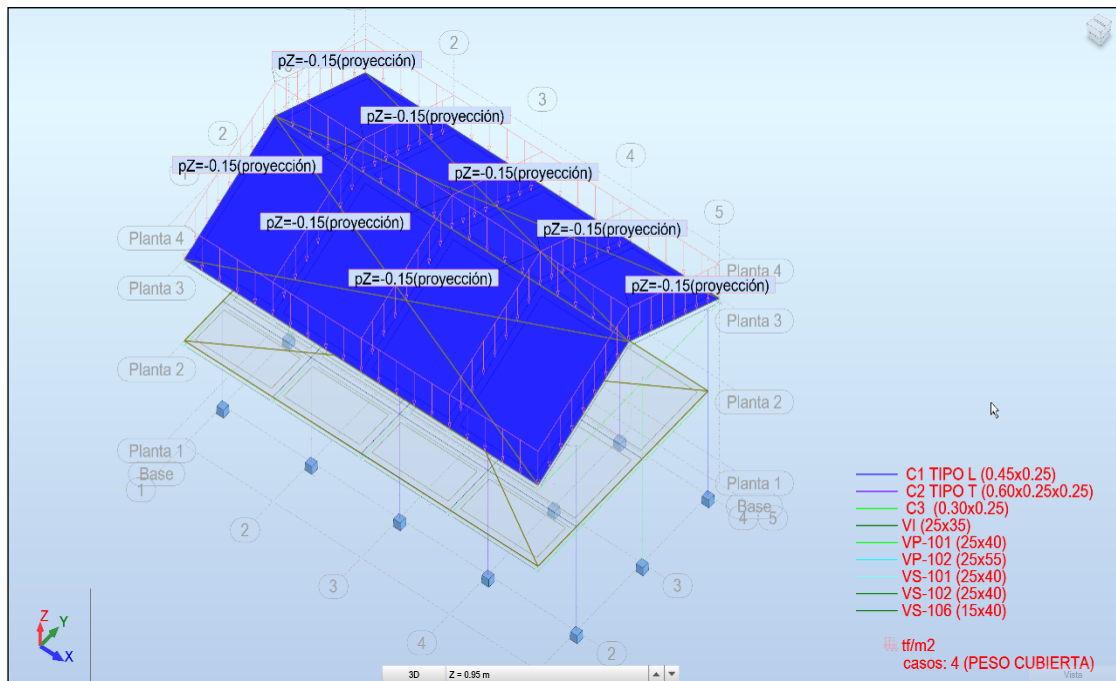 pZ=-0.15(proyección)
2
pZ=-0.15(proyección)
3
2
pZ=-0.15(proyección)
pZ=-0.15(proyección)
4
pZ=-0.15(proyección)
pZ=-0.15(proyección)
5
Planta 4
Planta 4
pZ=-0.15(proyección)
pZ=-0.15(proyección)
Planta 3
Planta 3
Planta 2
Planta 2
Planta 1
Base
1
Planta 1
Base
4 5
2
3
3
4
2
C1 TIPO L (0.45x0.25)
C2 TIPO T (0.60x0.25x0.25)
C3 (0.30x0.25)
VI (25x35)
VP-101 (25x40)
VP-102 (25x55)
VS-101 (25x40)
VS-102 (25x40)
VS-106 (15x40)
tf/m2
casos: 4 (PESO CUBIERTA)
Z
Y
X
3D
Z = 0.95 m
Vista